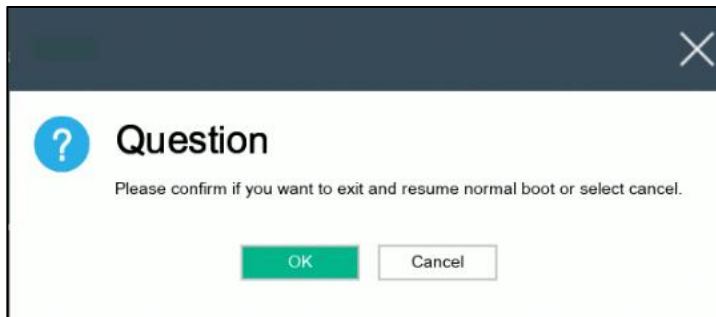 Question
Please confirm if you want to exit and resume normal boot or select cancel.
OK Cancel